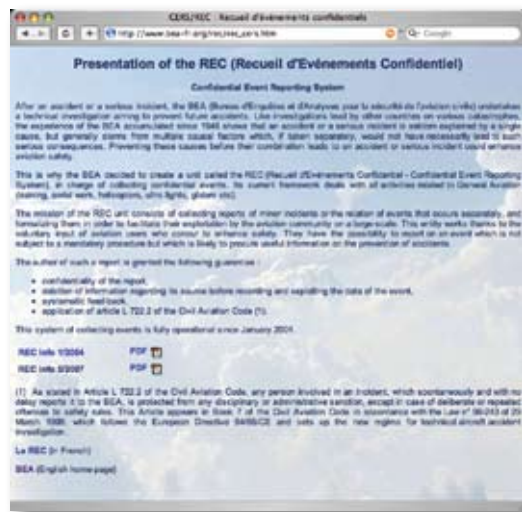 CERS/REC : Recueil d'évènements confidentiels
Presentation of the REC (Recueil d'Evénements Confidentiel)
Confidential Event Reporting System
After an accident or a serious incident, the BEA (Bureau d'Enquêtes et d'Analyses pour la sécurité de l'aviation civile) undertakes
a technical investigation aiming to prevent future accidents. Like investigations lead by other countries on various catastrophes,
the experience of the BEA accumulated since 1946 shows that an accident or a serious incident is seldom explained by a single
cause, but generally stems from multiple causal factors which, if taken separately, would not have necessarily lead to such
serious consequences. Preventing these causes before their combination leads to an accident or serious incident could enhance
aviation safety.
This is why the BEA decided to create a unit called the REC (Recueil d'Evénements Confidentiel - Confidential Event Reporting
System), in charge of collecting confidential events. Its current framework deals with all activities related to General Aviation
(training, aerial work, helicopters, ultra lights, gliders etc).
The mission of the REC unit consists of collecting reports of minor incidents or the relation of events that occurs separately, and
formalizing them in order to facilitate their exploitation by the aviation community on a large-scale. This entity works thanks to the
voluntary input of aviation users who concur to enhance safety. They have the possibility to report on an event which is not
subject to a mandatory procedure but which is likely to procure useful information on the prevention of accidents.
The author of such a report is granted the following guarantee :
• confidentiality of the report,
• deletion of information regarding its source before recording and exploiting the data of the event,
• systematic feed-back
• application of article L 722.2 of the Civil Aviation Code (1).
This system of collecting events is fully operational since January 2001.
REC info 1/2004 PDF
REC info 2/2007 PDF
(1) As stated in Article L 722.2 of the Civil Aviation Code, any person involved in an incident, which spontaneously and with no
delay reports it to the BEA, is protected from any disciplinary or administrative sanction, except in case of deliberate or repeated
offences to safety rules. This Article appears in Book 7 of the Civil Aviation Code in accordance with the Law n° 99-243 of 29
March 1999, which follows the European Directive 94/56/CE and sets up the new regime for technical aircraft accident
investigation.
Le REC (in French)
BEA (English home page)